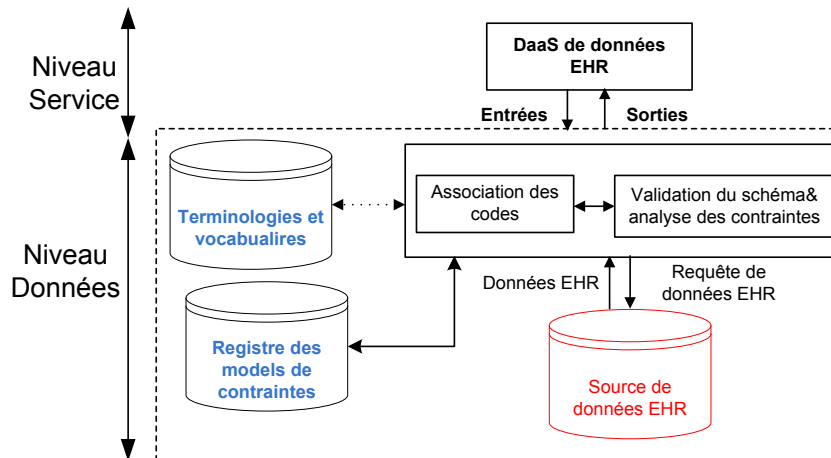 DaaS de données
EHR
Niveau
Service
Entrées
Sorties
Terminologies et
vocabualires
Association des
codes
Validation du schéma&
analyse des contraintes
Niveau
Données
Données EHR
Requête de
données EHR
Registre des
models de
contraintes
Source de
données EHR